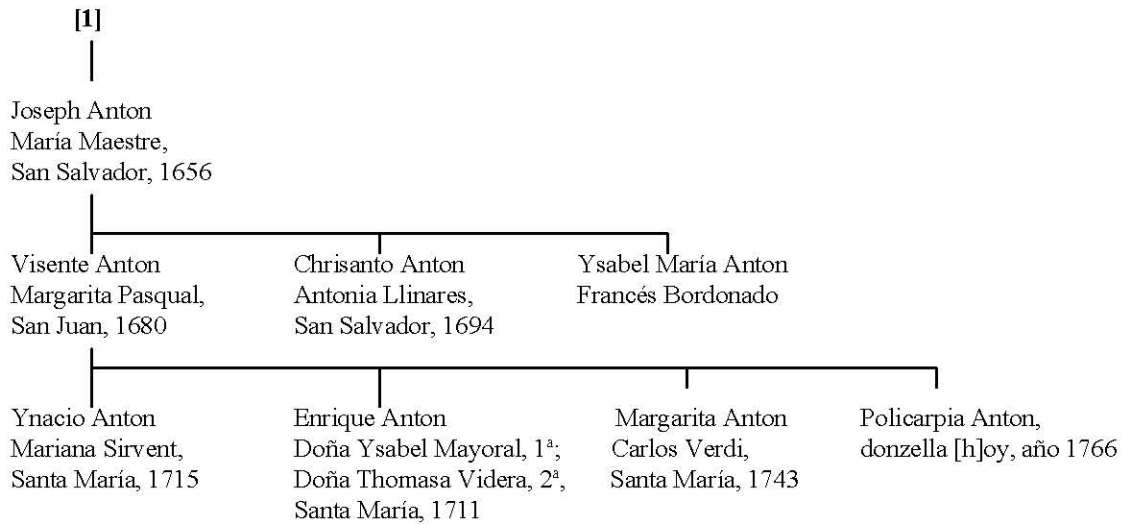 [1]
Joseph Anton
María Maestre,
San Salvador, 1656
Visente Anton
Margarita Pasqual,
San Juan, 1680
Chrisanto Anton
Antonia Llinares,
San Salvador, 1694
Ysabel María Anton
Francés Bordonado
Ynacio Anton
Mariana Sirvent,
Santa María, 1715
Enrique Anton
Doña Ysabel Mayoral, 1ª;
Doña Thomasa Videra, 2ª,
Santa María, 1711
Margarita Anton
Carlos Verdi,
Santa María, 1743
Policarpia Anton,
donzella [h]oy, año 1766